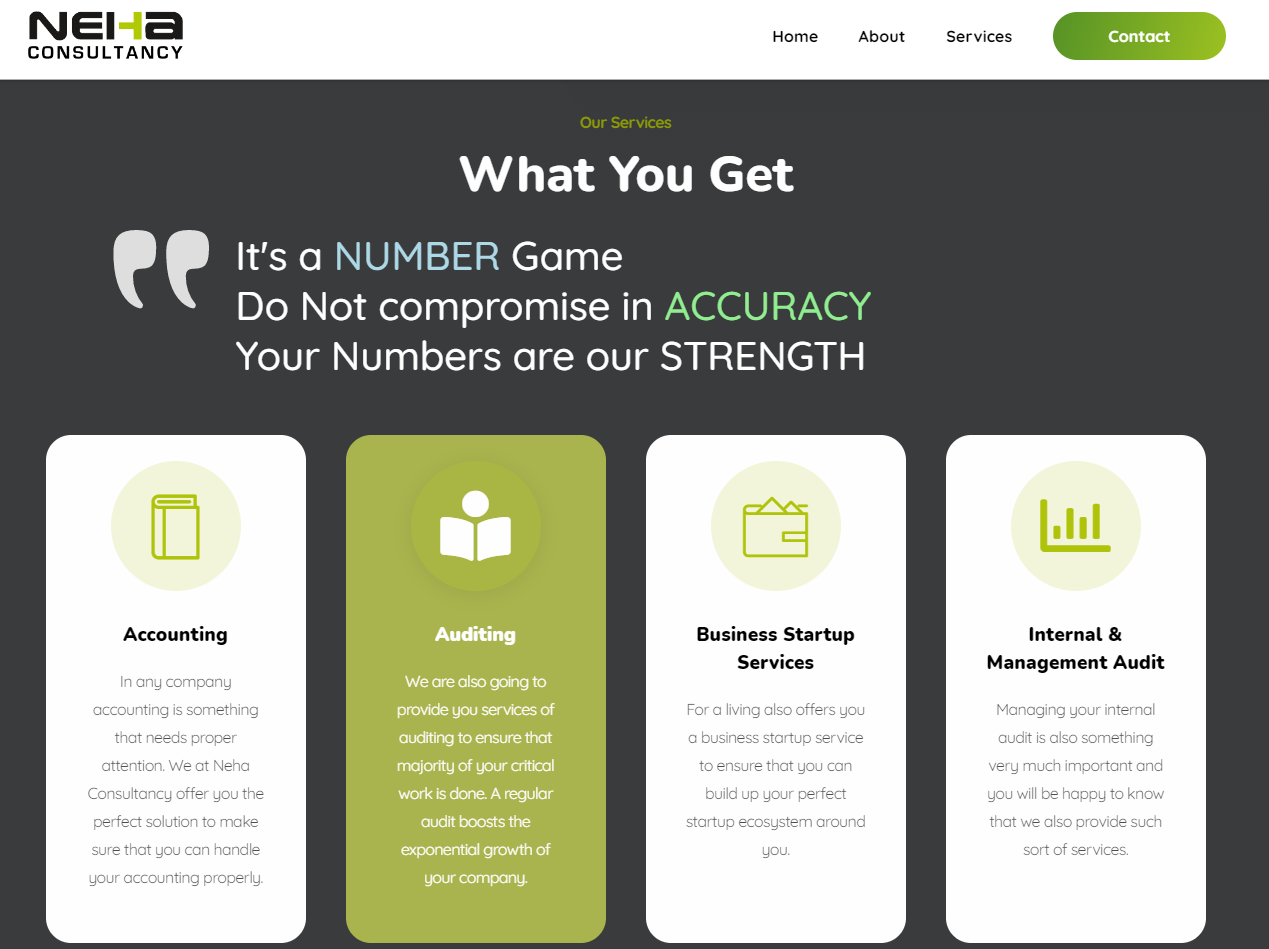 NEHA
CONSULTANCY
Home About Services Contact
Our Services
What You Get
It's a NUMBER Game
Do Not compromise in ACCURACY
Your Numbers are our STRENGTH
Accounting
In any company
accounting is something
that needs proper
attention. We at Neha
Consultancy offer you the
perfect solution to make
sure that you can handle
your accounting properly.
Auditing
We are also going to
provide you services of
auditing to ensure that
majority of your critical
work is done. A regular
audit boosts the
exponential growth of
your company.
Business Startup
Services
For a living also offers you
a business startup service
to ensure that you can
build up your perfect
startup ecosystem around
you.
Internal &
Management Audit
Managing your internal
audit is also something
very much important and
you will be happy to know
that we also provide such
sort of services.